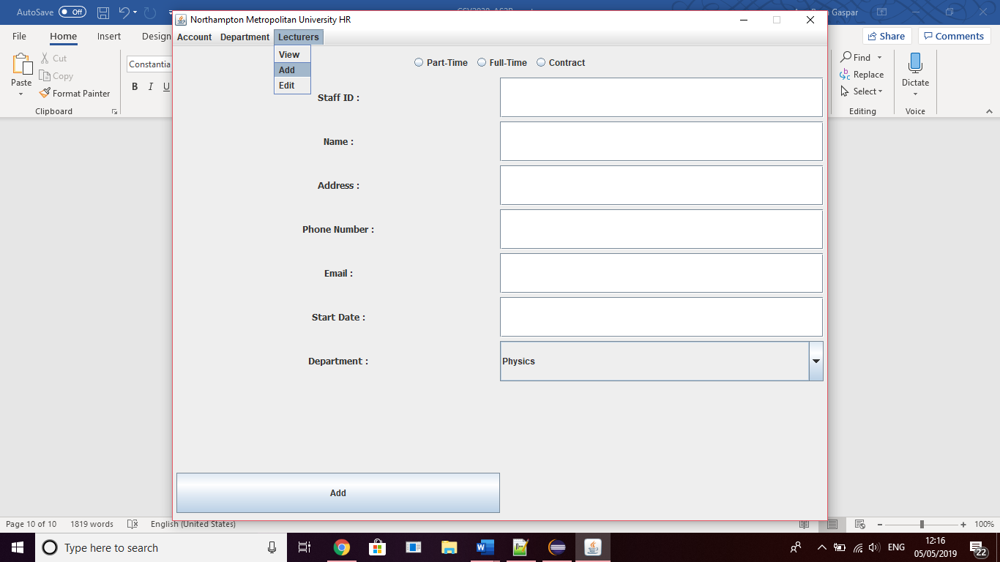 AutoSave Off
Northampton Metropolitan University HR
Gaspar
File Home Insert Design
Share Comments
Account Department Lecturers
View
Add
Edit
Part-Time Full-Time Contract
Cut
Copy
Paste
Format Painter
Clipboard
Constantia
B I U
Find
Replace
Select
Editing
Dictate
Voice
Staff ID :
Name :
Address :
Phone Number :
Email :
Start Date :
Department : Physics
Add
Page 10 of 10 1819 words English (United States) 100%
Type here to search
ENG
12:16
05/05/2019
22